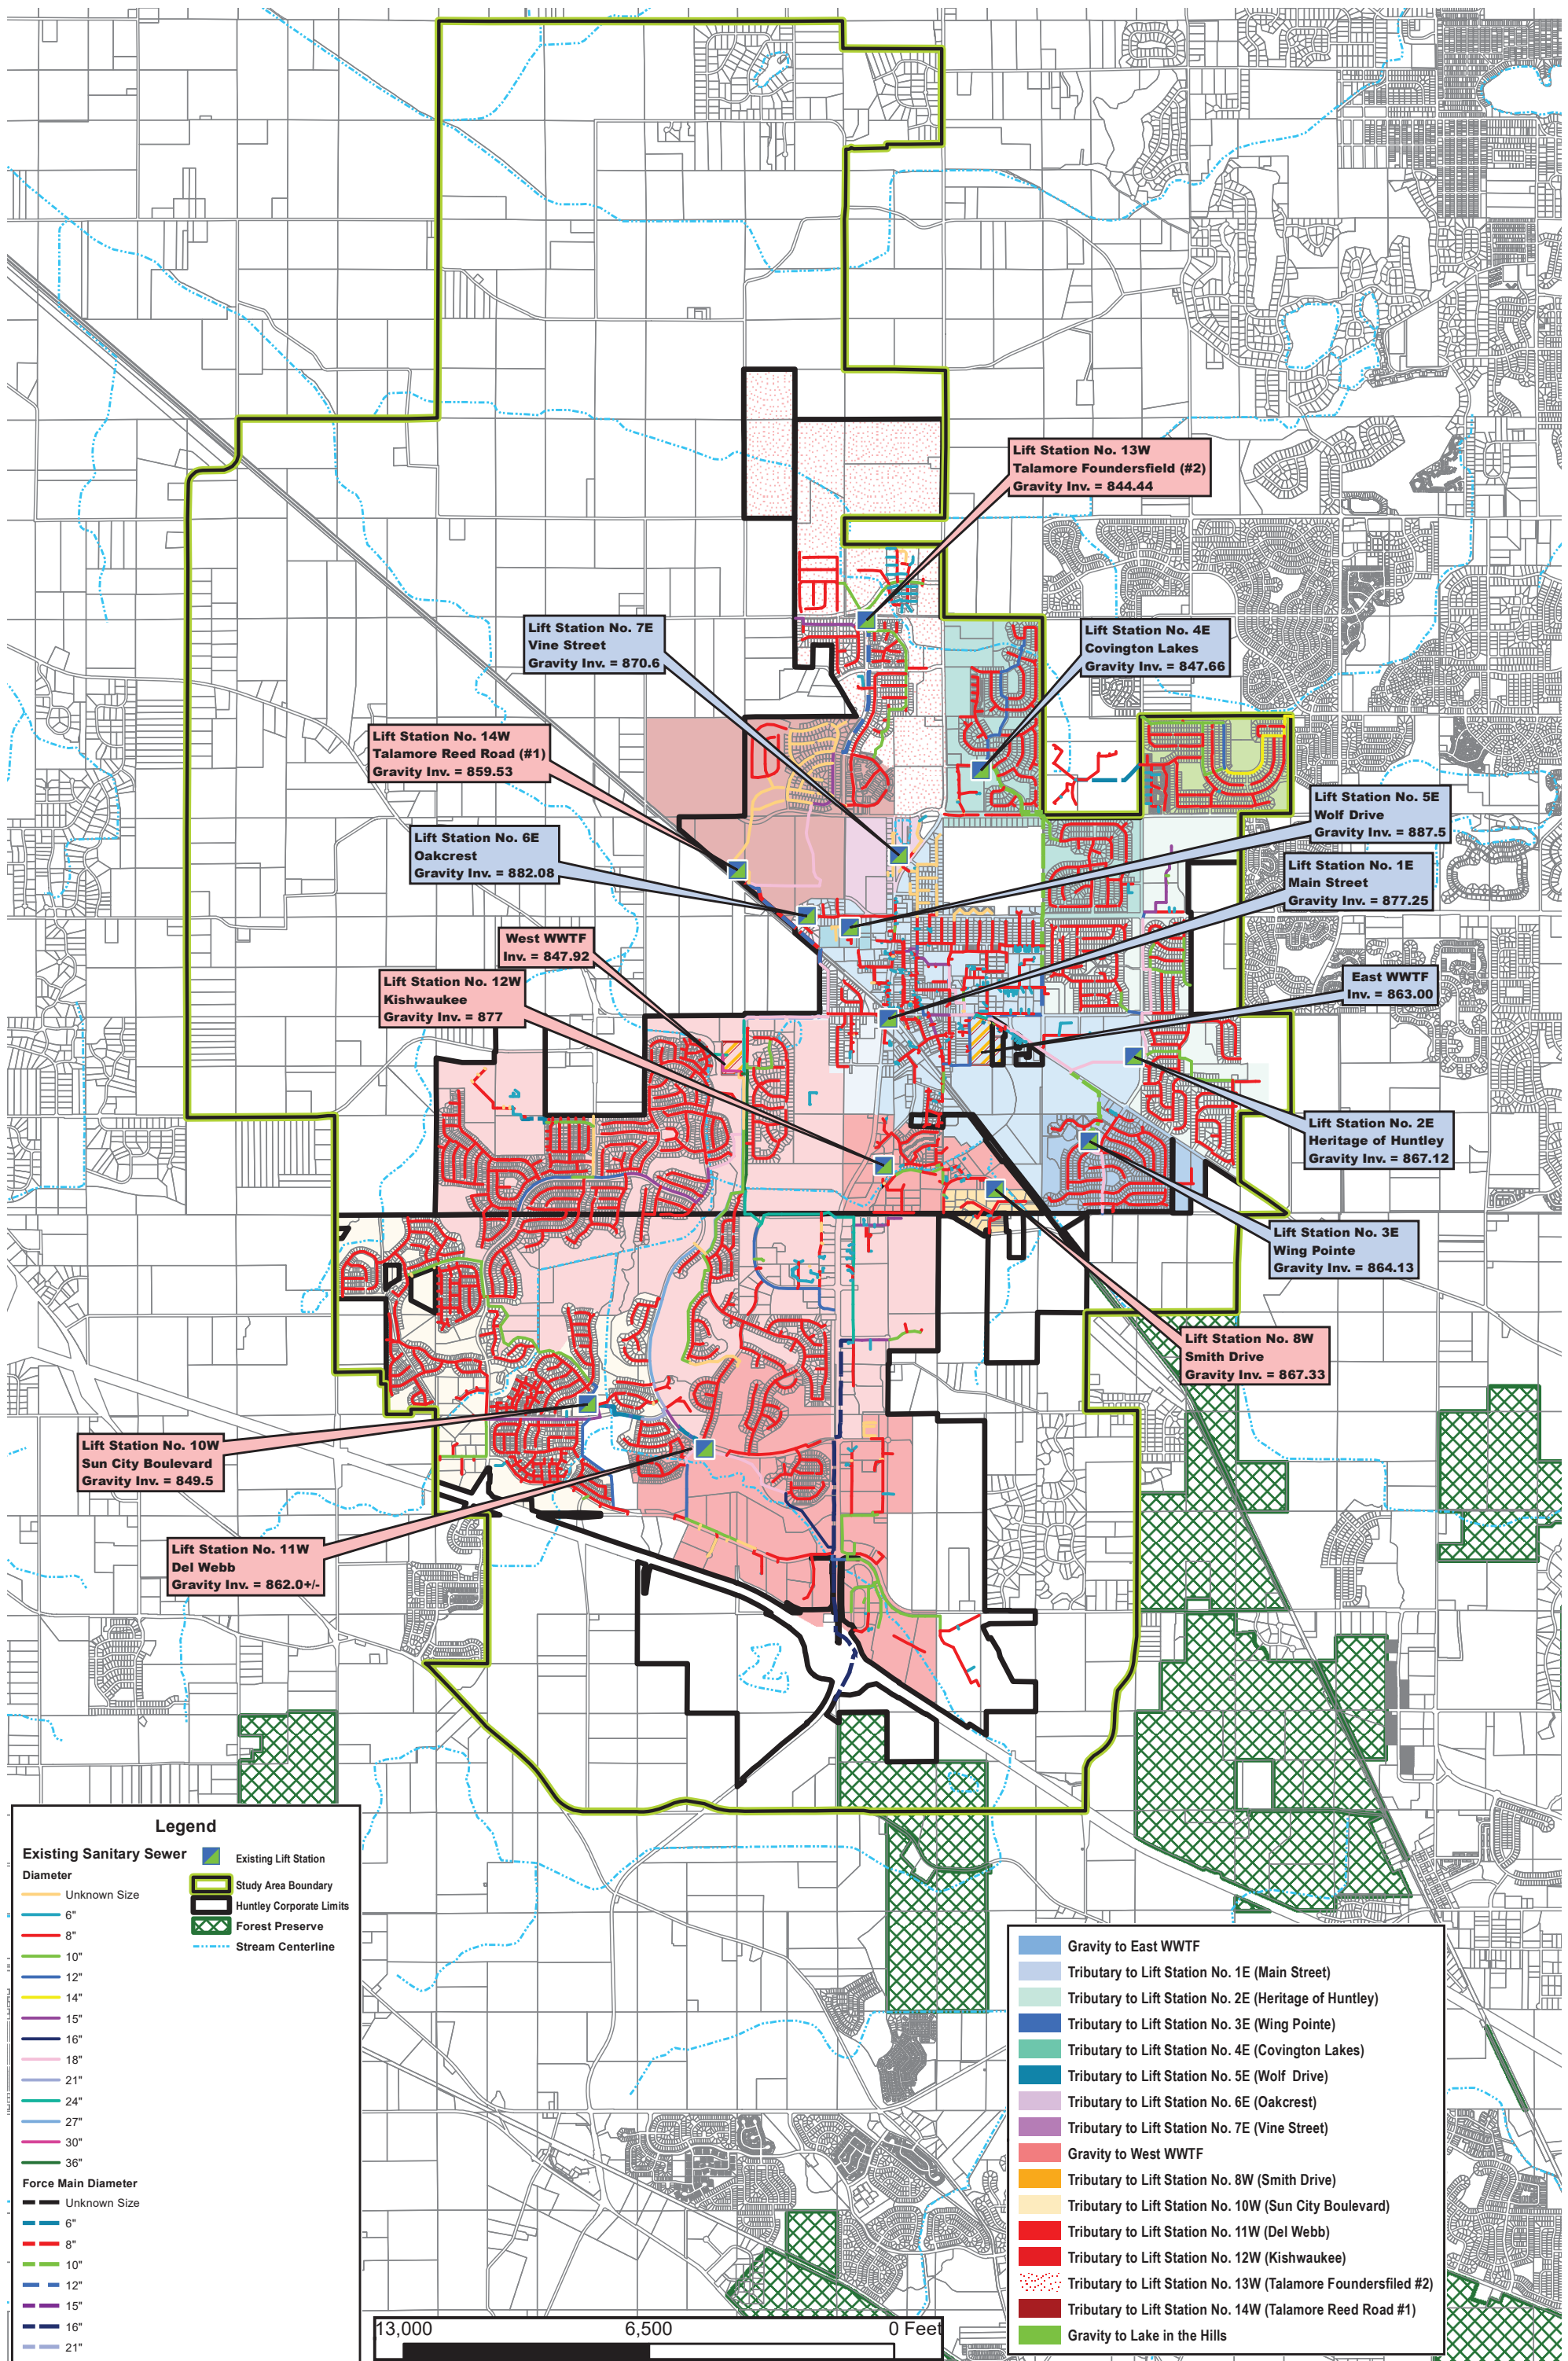 Lift Station No. 13W
Talamore Foundersfield (#2)
Gravity Inv. = 844.44
Lift Station No. 7E
Vine Street
Gravity Inv. = 870.6
Lift Station No. 4E
Covington Lakes
Gravity Inv. = 847.66
Lift Station No. 14W
Talamore Reed Road (#1)
Gravity Inv. = 859.53
Lift Station No. 5E
Wolf Drive
Gravity Inv. = 887.5
Lift Station No. 6E
Oakcrest
Gravity Inv. = 882.08
Lift Station No. 1E
Main Street
Gravity Inv. = 877.25
West WWTF
Inv. = 847.92
Lift Station No. 12W
Kishwaukee
Gravity Inv. = 877
East WWTF
Inv. = 863.00
Lift Station No. 2E
Heritage of Huntley
Gravity Inv. = 867.12
Lift Station No. 3E
Wing Pointe
Gravity Inv. = 864.13
Lift Station No. 8W
Smith Drive
Gravity Inv. = 867.33
Lift Station No. 10W
Sun City Boulevard
Gravity Inv. = 849.5
Lift Station No. 11W
Del Webb
Gravity Inv. = 862.0+/-
Legend
Existing Sanitary Sewer
Diameter
Unknown Size
6"
8"
10"
12"
14"
15"
16"
18"
21"
24"
27"
30"
36"
Force Main Diameter
Unknown Size
6"
8"
10"
12"
15"
16"
21"
Existing Lift Station
Study Area Boundary
Huntley Corporate Limits
Forest Preserve
Stream Centerline
Gravity to East WWTF
Tributary to Lift Station No. 1E (Main Street)
Tributary to Lift Station No. 2E (Heritage of Huntley)
Tributary to Lift Station No. 3E (Wing Pointe)
Tributary to Lift Station No. 4E (Covington Lakes)
Tributary to Lift Station No. 5E (Wolf Drive)
Tributary to Lift Station No. 6E (Oakcrest)
Tributary to Lift Station No. 7E (Vine Street)
Gravity to West WWTF
Tributary to Lift Station No. 8W (Smith Drive)
Tributary to Lift Station No. 10W (Sun City Boulevard)
Tributary to Lift Station No. 11W (Del Webb)
Tributary to Lift Station No. 12W (Kishwaukee)
Tributary to Lift Station No. 13W (Talamore Foundersfiled #2)
Tributary to Lift Station No. 14W (Talamore Reed Road #1)
Gravity to Lake in the Hills
13,000 6,500 0 Feet